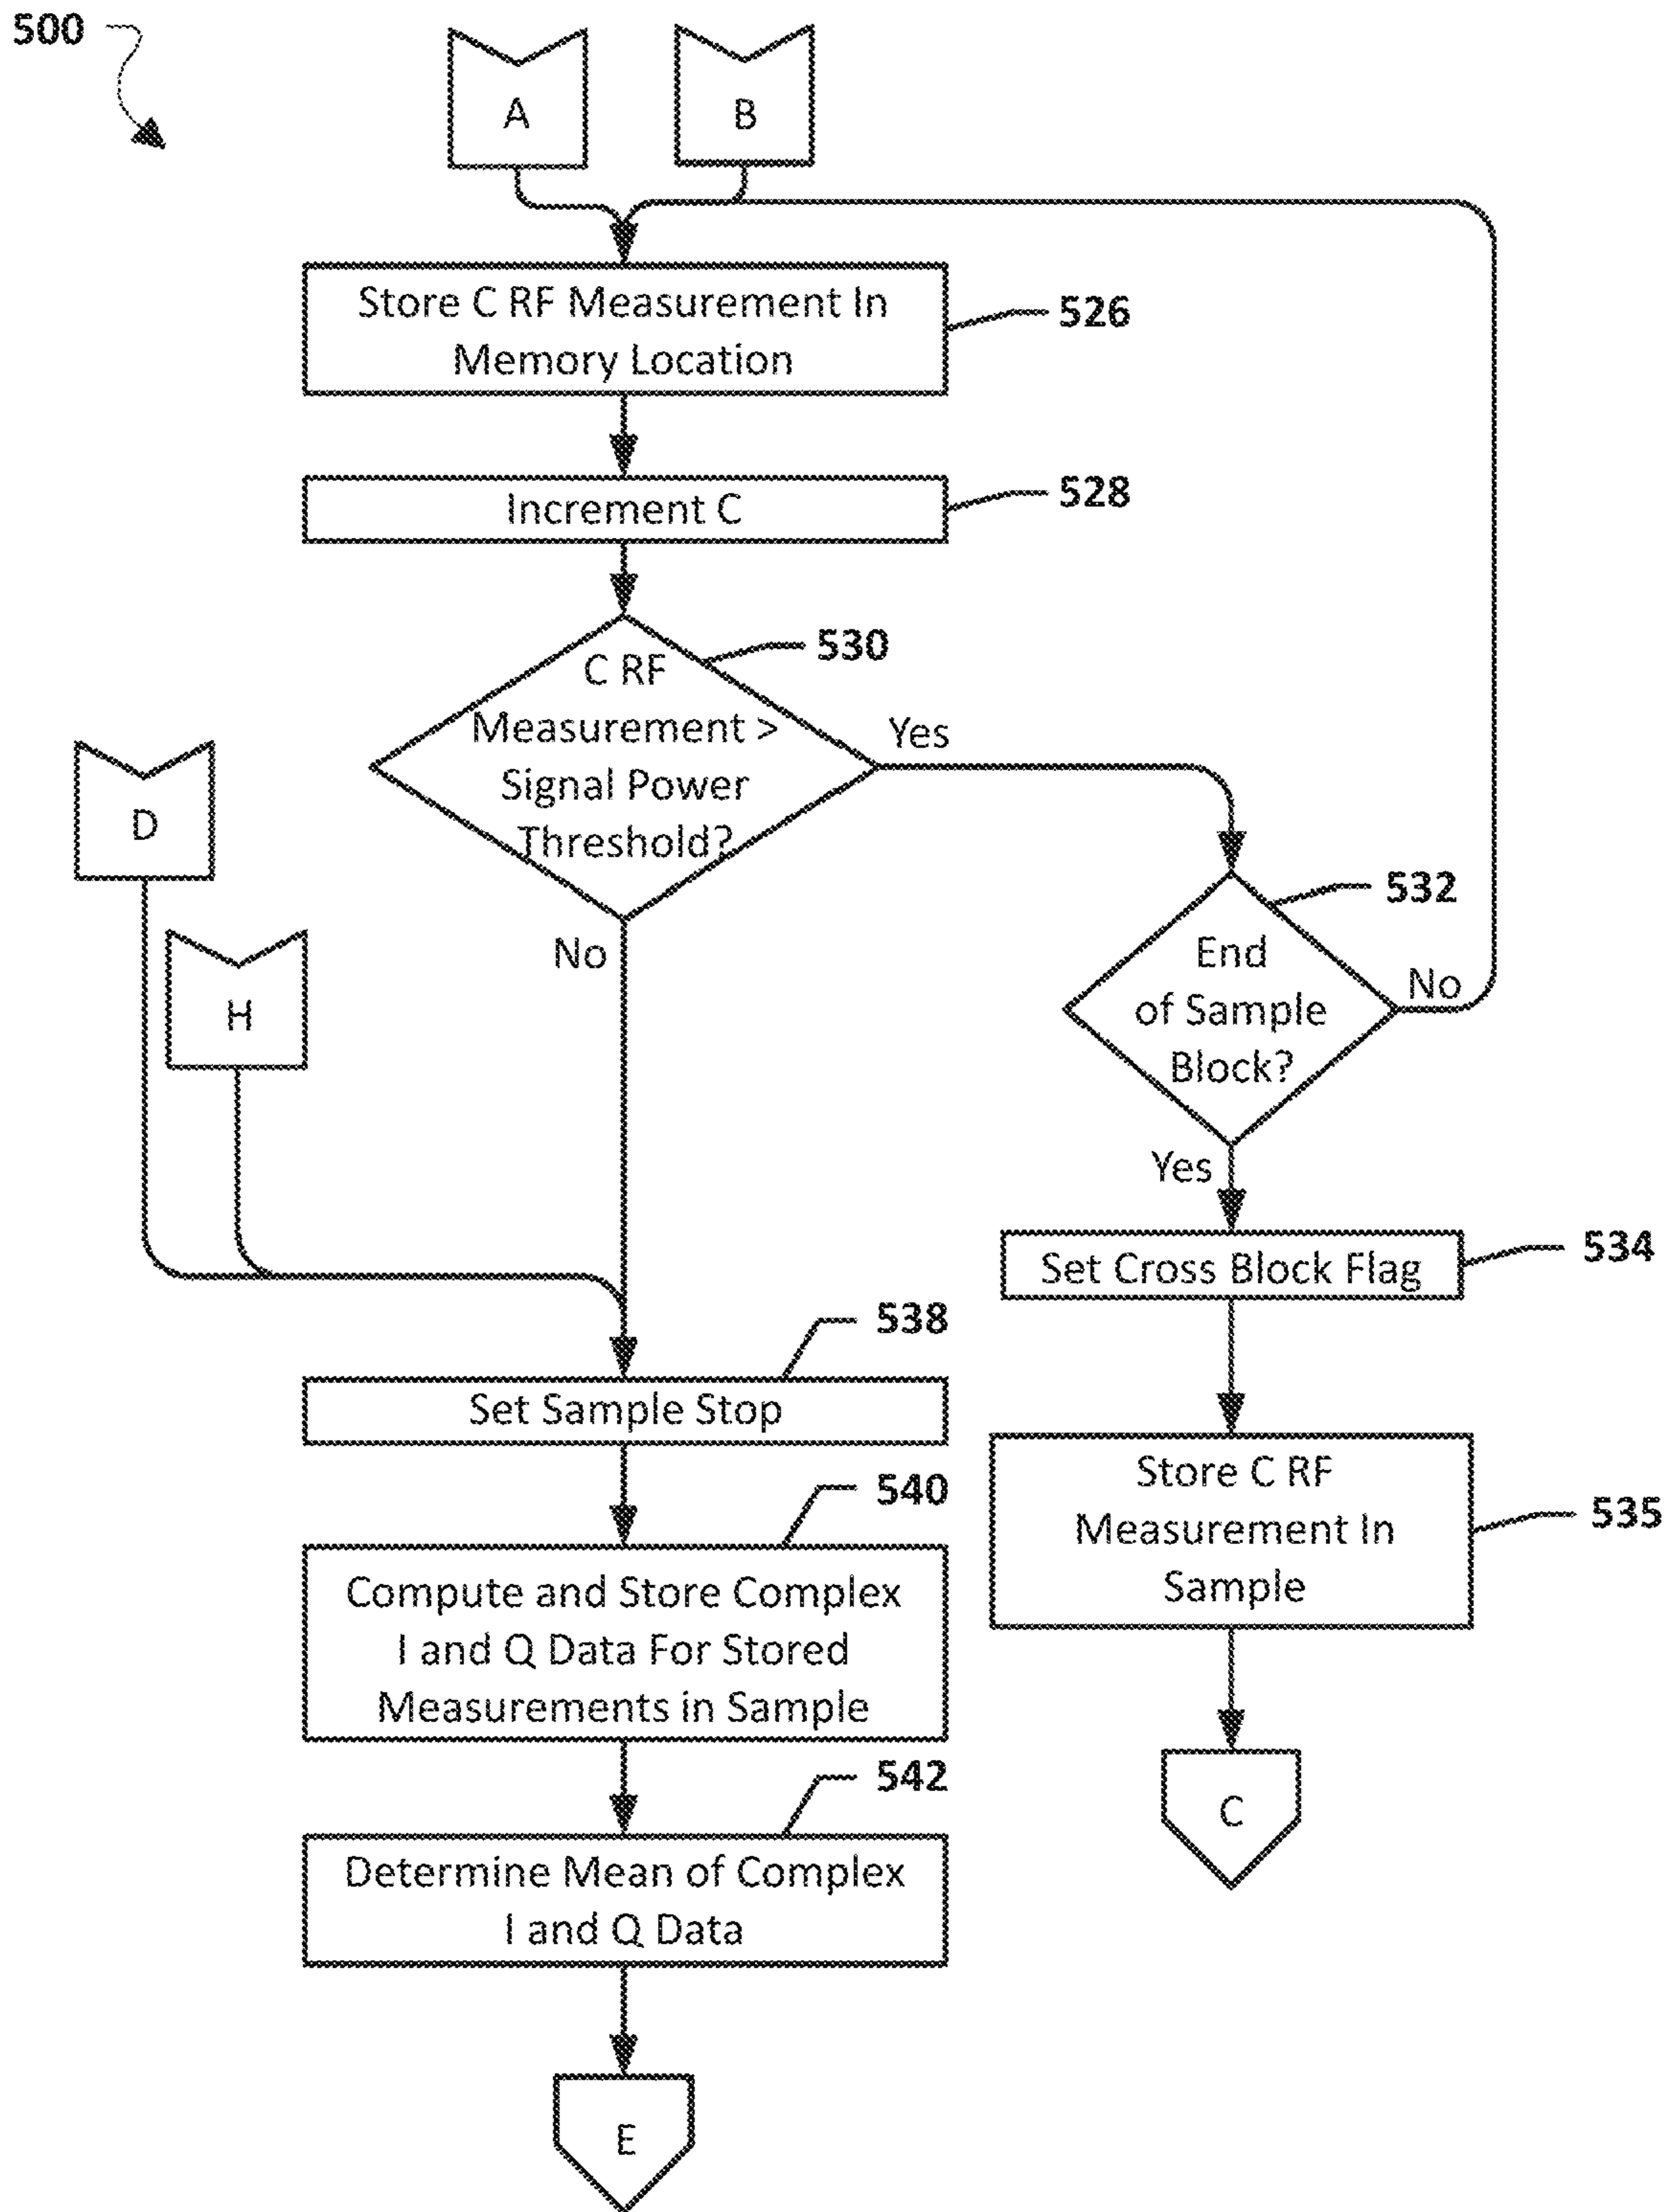 500
A
B
Store C RF Measurement In
Memory Location
526
Increment C
528
530
C RF
Measurement >
Signal Power
Threshold?
Yes
No
D
H
532
End
of Sample
Block?
No
Yes
Set Cross Block Flag
534
538
Set Sample Stop
Store C RF
Measurement In
Sample
535
540
Compute and Store Complex
I and Q Data For Stored
Measurements in Sample
C
542
Determine Mean of Complex
I and Q Data
E